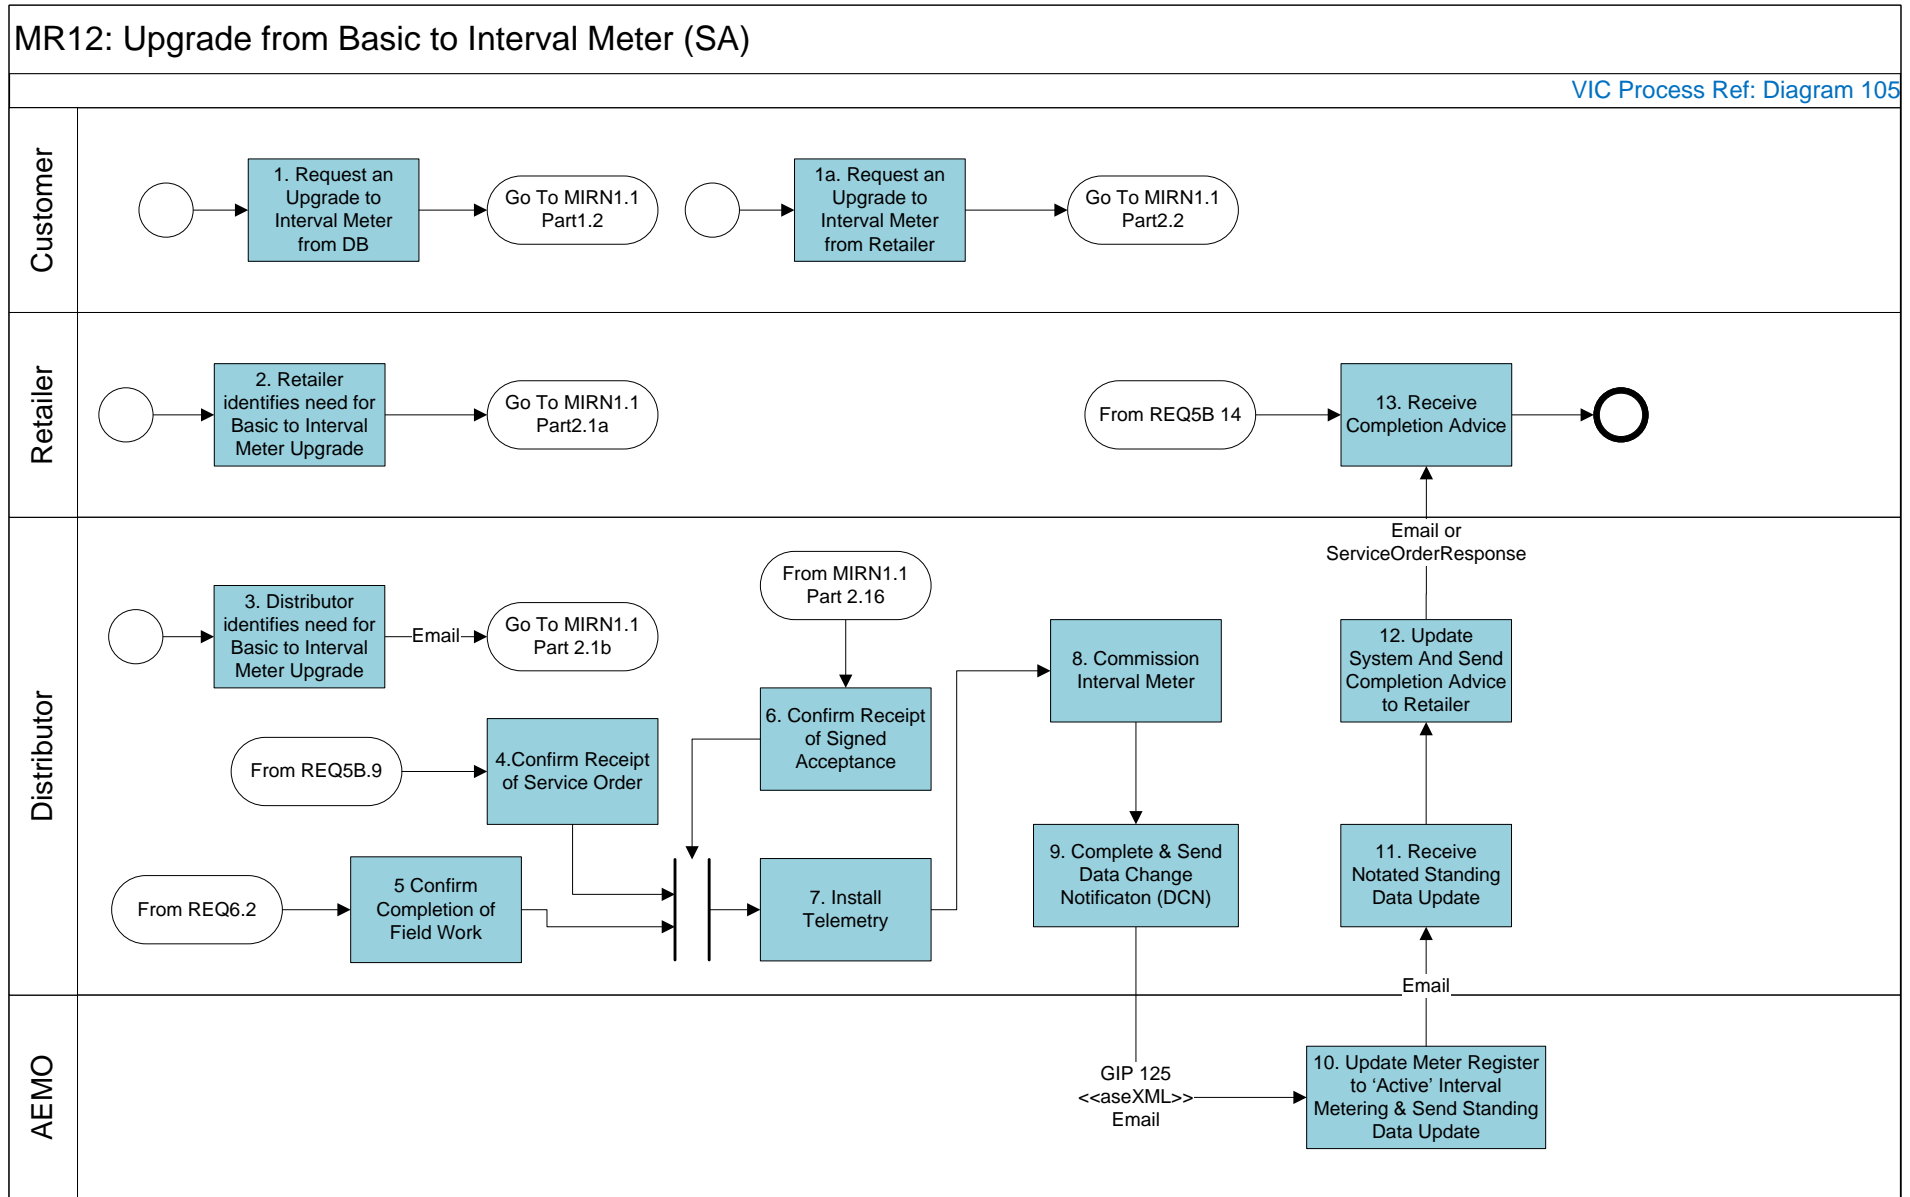 MR12: Upgrade from Basic to Interval Meter (SA)
VIC Process Ref: Diagram 105
Customer
1. Request an
Upgrade to
Interval Meter
from DB
Go To MIRN1.1
Part1.2
1a. Request an
Upgrade to
Interval Meter
from Retailer
Go To MIRN1.1
Part2.2
Retailer
2. Retailer
identifies need for
Basic to Interval
Meter Upgrade
Go To MIRN1.1
Part2.1a
From REQ5B 14
13. Receive
Completion Advice
Distributor
3. Distributor
identifies need for
Basic to Interval
Meter Upgrade
Email
Go To MIRN1.1
Part 2.1b
From MIRN1.1
Part 2.16
Email or
ServiceOrderResponse
From REQ5B.9
4.Confirm Receipt
of Service Order
6. Confirm Receipt
of Signed
Acceptance
8. Commission
Interval Meter
12. Update
System And Send
Completion Advice
to Retailer
From REQ6.2
5 Confirm
Completion of
Field Work
7. Install
Telemetry
9. Complete & Send
Data Change
Notificaton (DCN)
11. Receive
Notated Standing
Data Update
Email
AEMO
GIP 125
<<aseXML>>
Email
10. Update Meter Register
to ‘Active’ Interval
Metering & Send Standing
Data Update